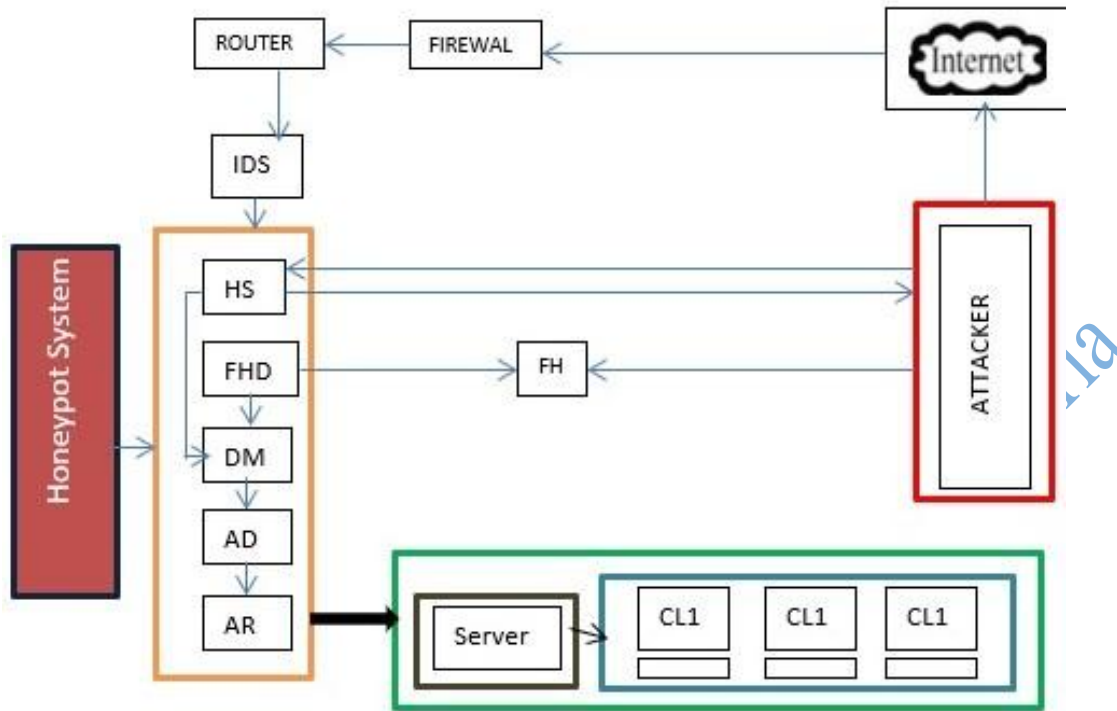 ROUTER
FIREWAL
Internet
IDS
Honeypot System
HS
FHD
FH
DM
AD
AR
ATTACKER
Server
CL1
CL1
CL1